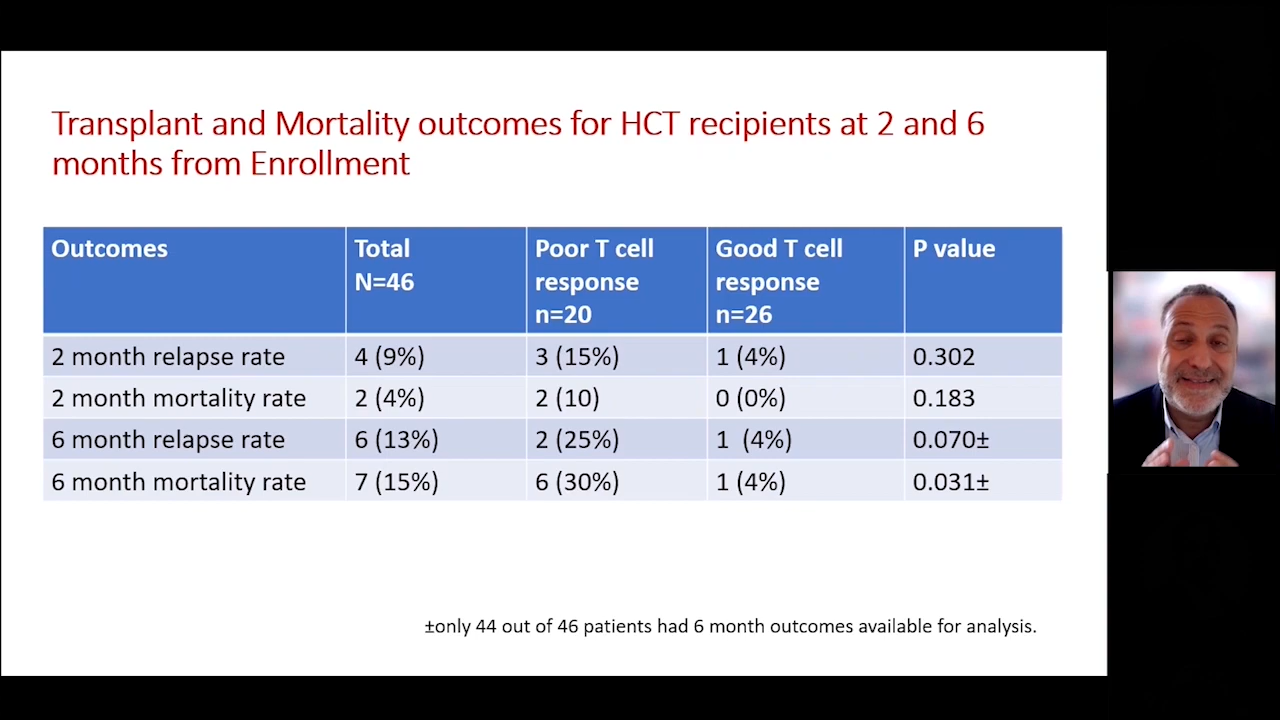 Transplant and Mortality outcomes for HCT recipients at 2 and 6
months from Enrollment
Outcomes Total N=46 Poor T cell response n=20 Good T cell response n=26 P value
2 month relapse rate 4 (9%) 3 (15%) 1 (4%) 0.302
2 month mortality rate 2 (4%) 2 (10) 0 (0%) 0.183
6 month relapse rate 6 (13%) 2 (25%) 1 (4%) 0.070±
6 month mortality rate 7 (15%) 6 (30%) 1 (4%) 0.031±
±only 44 out of 46 patients had 6 month outcomes available for analysis.